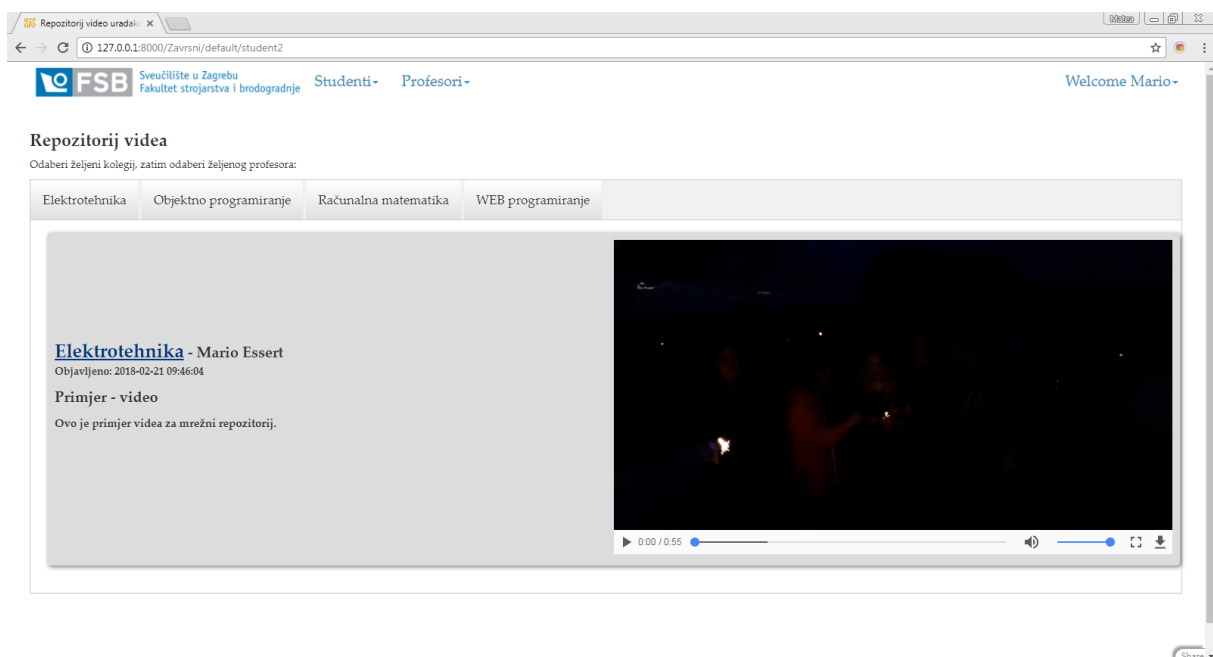 Repozitorij video uradak
Matea
127.0.0.1:8000/Zavrsni/default/student2
FSB
Sveučilište u Zagrebu
Fakultet strojarstva i brodogradnje
Studenti
Profesori
Welcome Mario
Repozitorij videa
Odaberi željeni kolegij, zatim odaberi željenog profesora:
Elektrotehnika
Objektno programiranje
Računalna matematika
WEB programiranje
Elektrotehnika - Mario Essert
Objavljeno: 2018-02-21 09:46:04
Primjer - video
Ovo je primjer videa za mrežni repozitorij.
0:00 / 0:55
Share